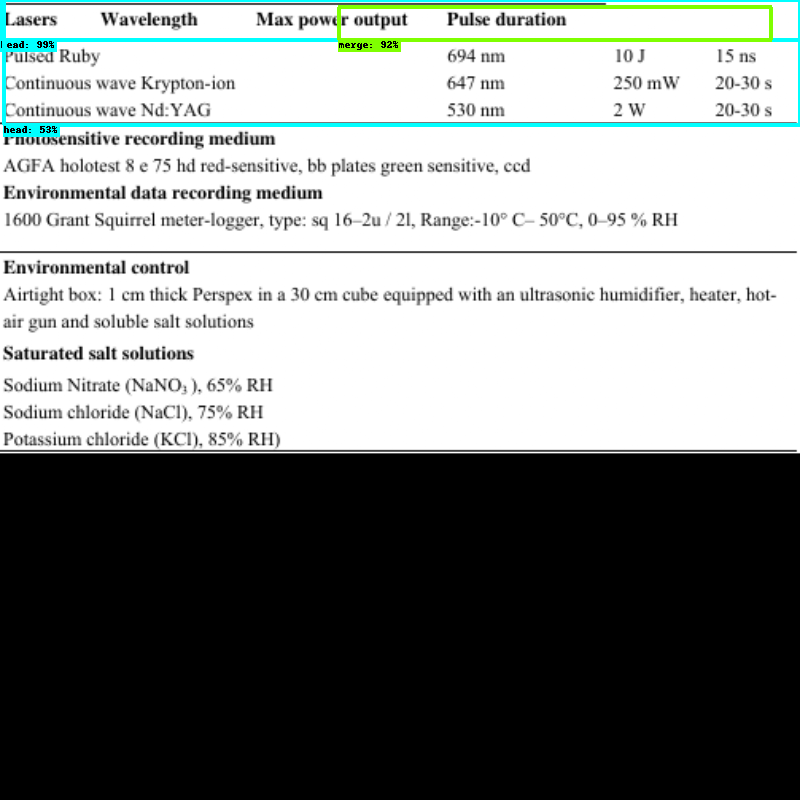 Lasers Wavelength Max power output Pulse duration
head: 99% merge: 92%
Pulsed Ruby 694 nm 10 J 15 ns
Continuous wave Krypton-ion 647 nm 250 mW 20-30 s
Continuous wave Nd:YAG 530 nm 2 W 20-30 s
head: 53%
Photosensitive recording medium
AGFA holotest 8 e 75 hd red-sensitive, bb plates green sensitive, ccd
Environmental data recording medium
1600 Grant Squirrel meter-logger, type: sq 16–2u / 2l, Range:-10° C– 50°C, 0–95 % RH
Environmental control
Airtight box: 1 cm thick Perspex in a 30 cm cube equipped with an ultrasonic humidifier, heater, hot-
air gun and soluble salt solutions
Saturated salt solutions
Sodium Nitrate (NaNO₃ ), 65% RH
Sodium chloride (NaCl), 75% RH
Potassium chloride (KCl), 85% RH)